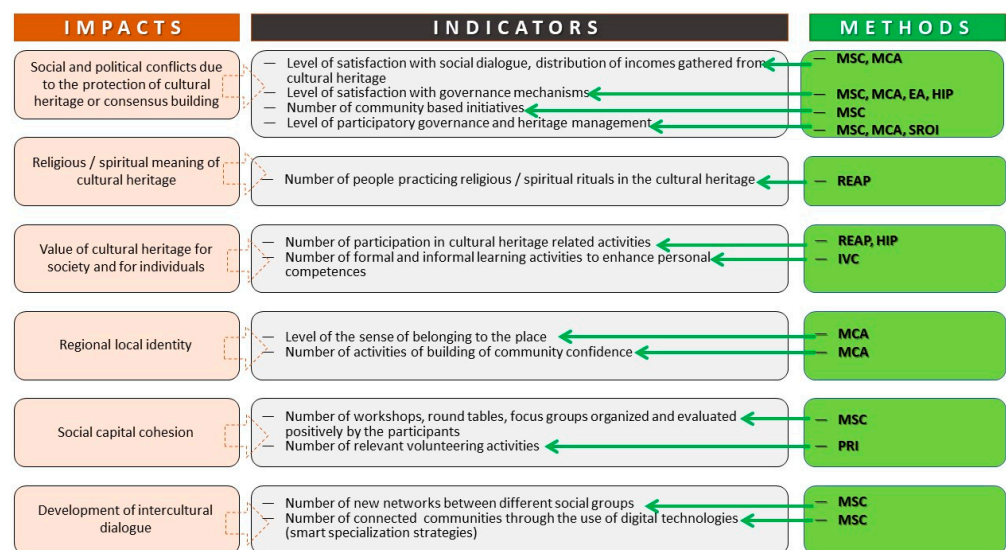 IMPACTS
INDICATORS
METHODS
Social and political conflicts due
to the protection of cultural
heritage or consensus building
— Level of satisfaction with social dialogue, distribution of incomes gathered from
cultural heritage
— Level of satisfaction with governance mechanisms
— Number of community based initiatives
— Level of participatory governance and heritage management
— MSC, MCA
— MSC, MCA, EA, HIP
— MSC
— MSC, MCA, SROI
Religious / spiritual meaning of
cultural heritage
— Number of people practicing religious / spiritual rituals in the cultural heritage
— REAP
Value of cultural heritage for
society and for individuals
— Number of participation in cultural heritage related activities
— Number of formal and informal learning activities to enhance personal
competences
— REAP, HIP
— IVC
Regional local identity
— Level of the sense of belonging to the place
— Number of activities of building of community confidence
— MCA
— MCA
Social capital cohesion
— Number of workshops, round tables, focus groups organized and evaluated
positively by the participants
— Number of relevant volunteering activities
— MSC
— PRI
Development of intercultural
dialogue
— Number of new networks between different social groups
— Number of connected communities through the use of digital technologies
(smart specialization strategies)
— MSC
— MSC